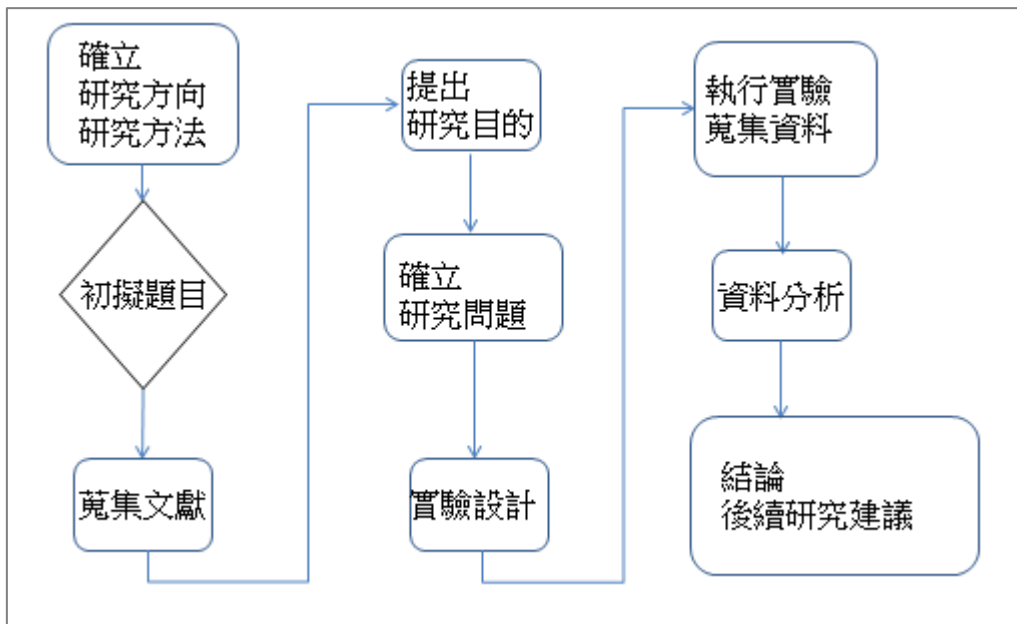 確立
研究方向
研究方法
初擬題目
蒐集文獻
提出
研究目的
確立
研究問題
實驗設計
執行實驗
蒐集資料
資料分析
結論
後續研究建議